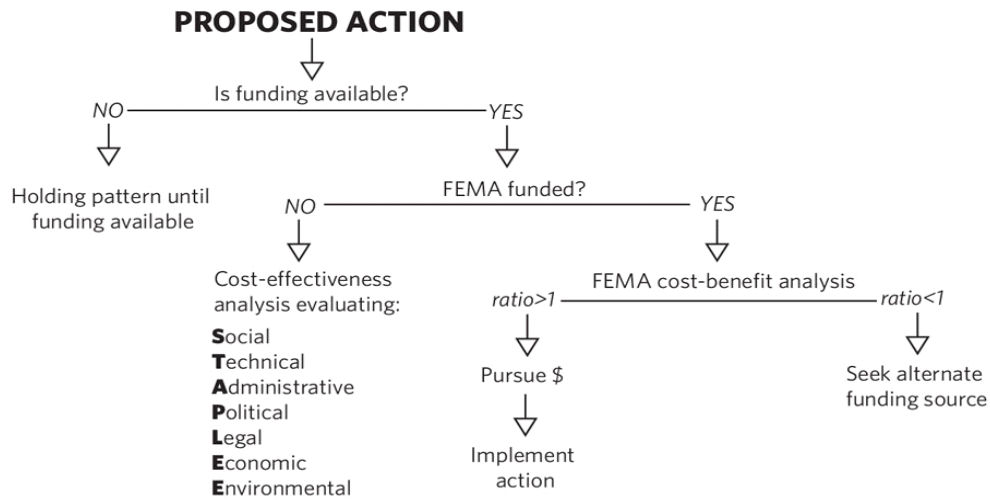 PROPOSED ACTION
Is funding available?
NO
YES
Holding pattern until
funding available
FEMA funded?
NO
YES
Cost-effectiveness
analysis evaluating:
Social
Technical
Administrative
Political
Legal
Economic
Environmental
FEMA cost-benefit analysis
ratio>1
ratio<1
Pursue $
Implement
action
Seek alternate
funding source